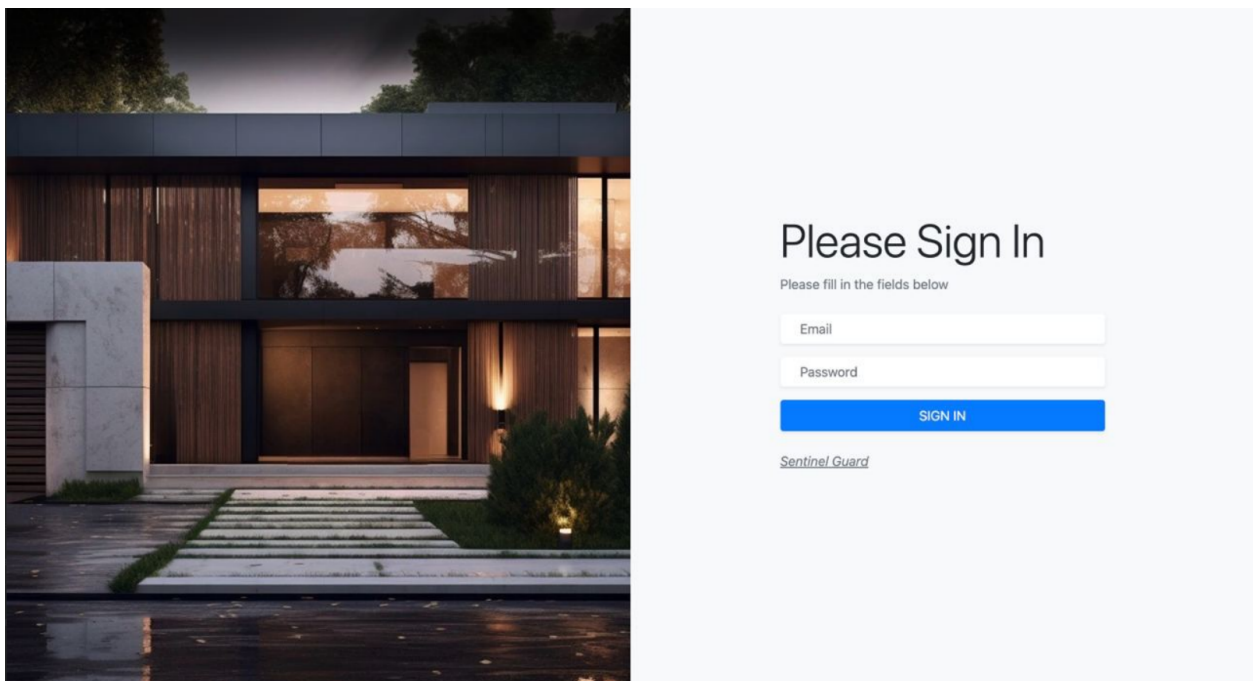 Please Sign In
Please fill in the fields below
Email
Password
SIGN IN
Sentinel Guard